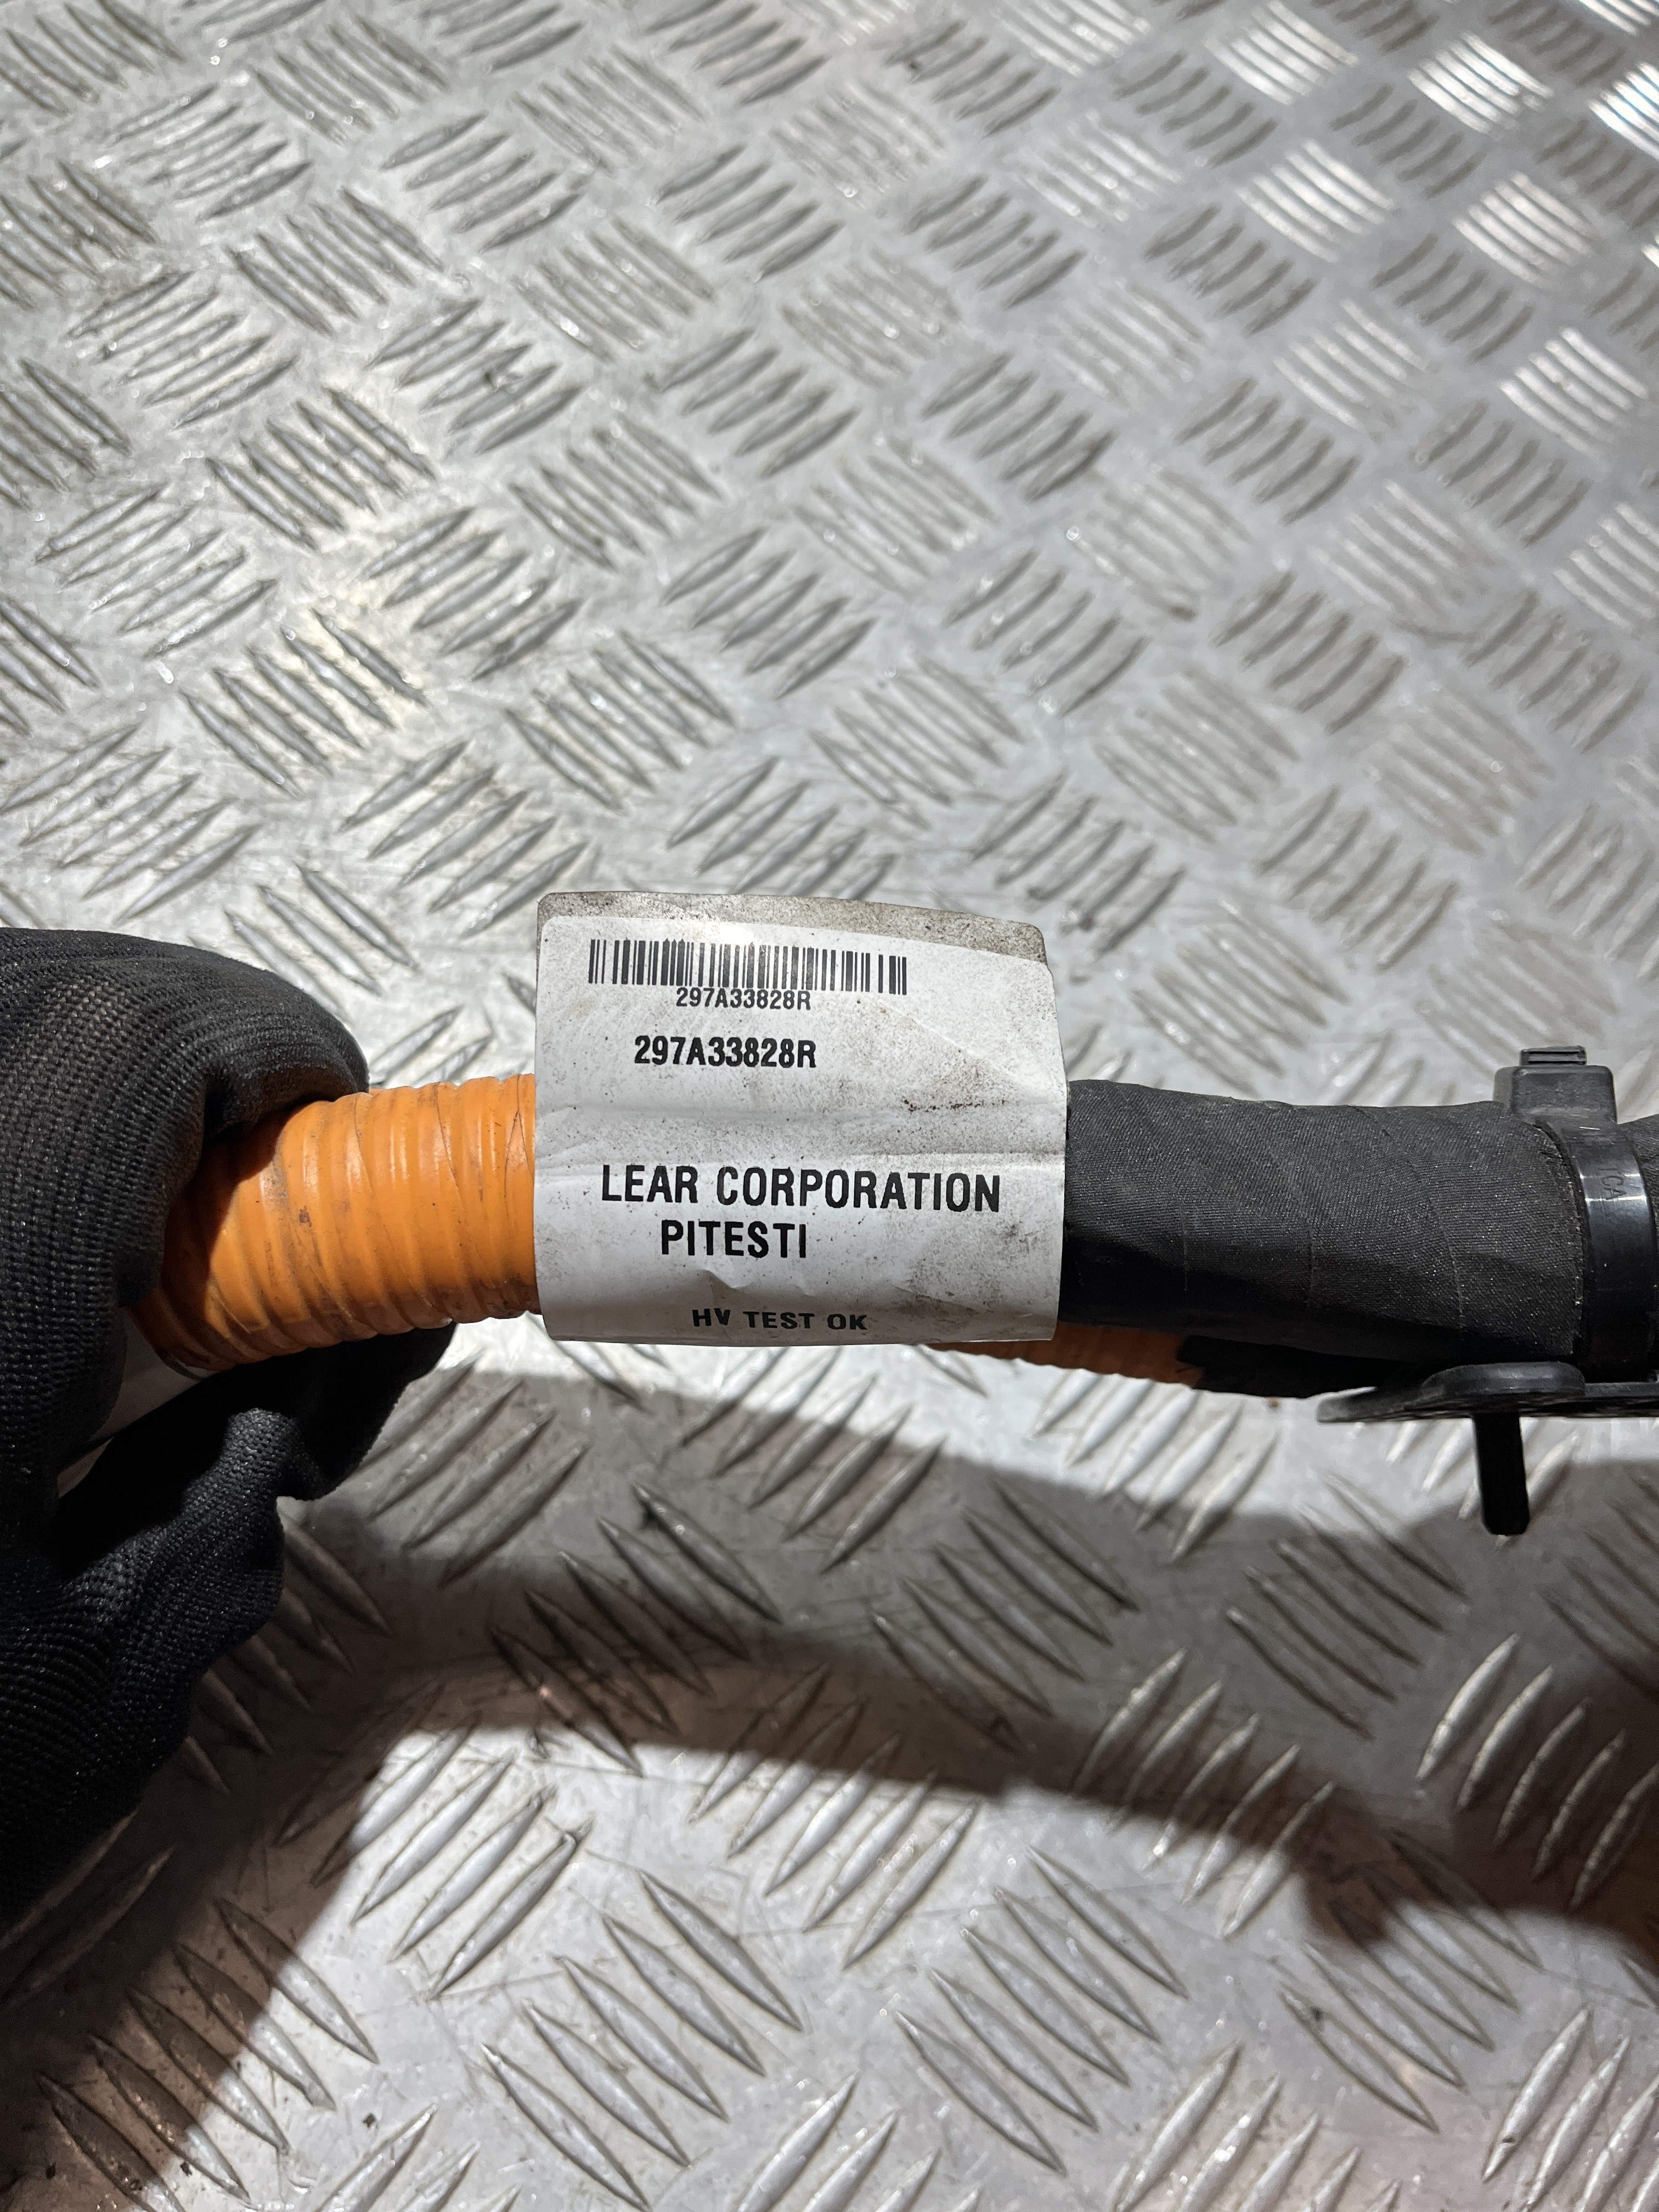 297A33828R
297A33828R
LEAR CORPORATION
PITESTI
HV TEST OK